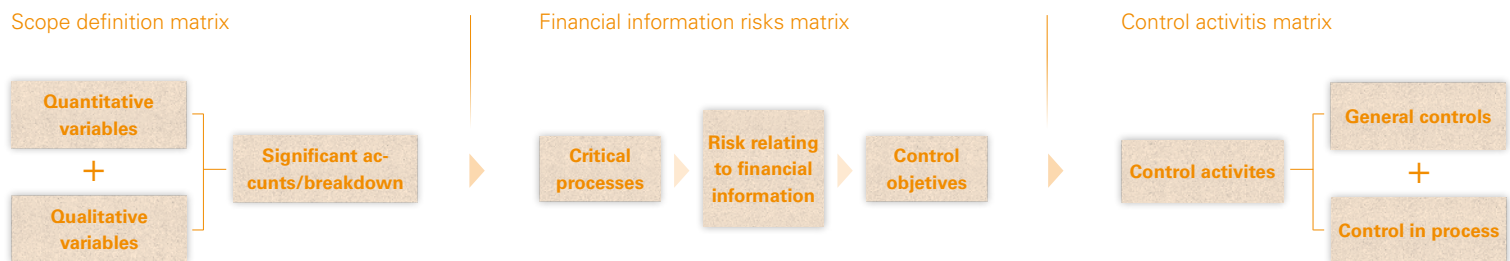 Scope definition matrix
Quantitative
variables
+
Qualitative
variables
Significant ac-
cunts/breakdown
Financial information risks matrix
Critical
processes
Risk relating
to financial
information
Control
objetives
Control activitis matrix
Control activites
General controls
+
Control in process